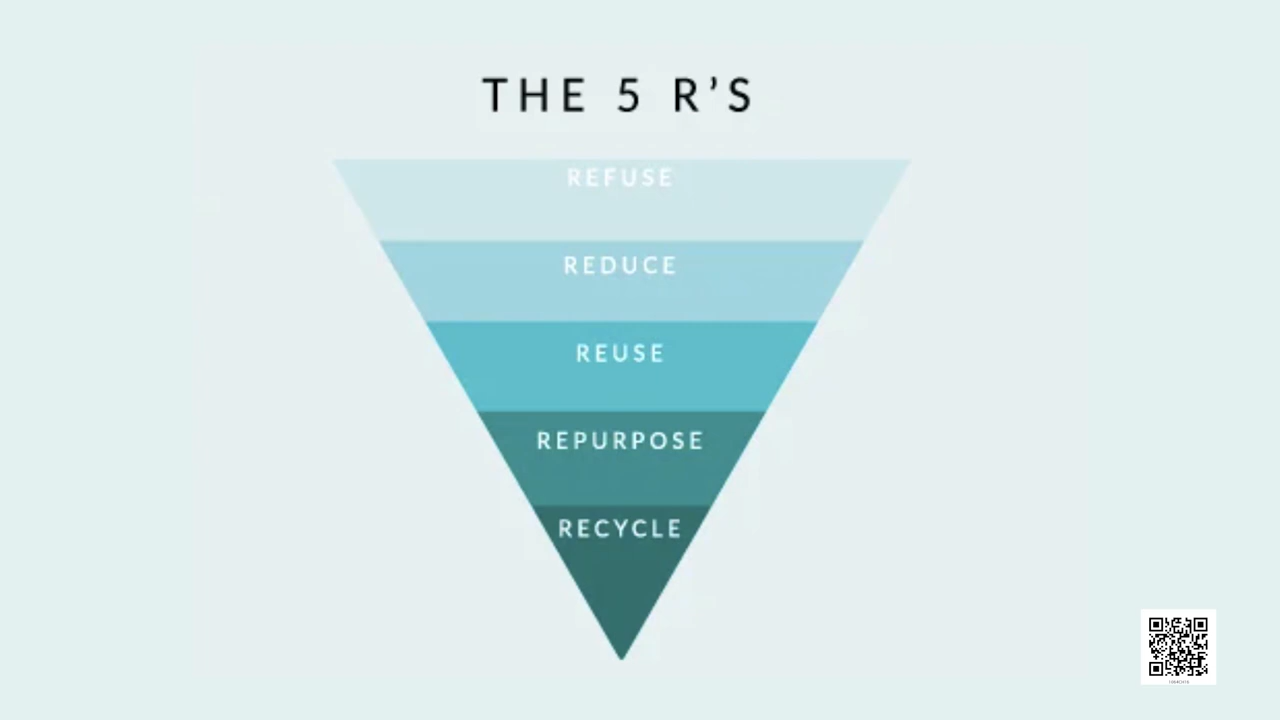 THE 5 R’S
REFUSE
REDUCE
REUSE
REPURPOSE
RECYCLE